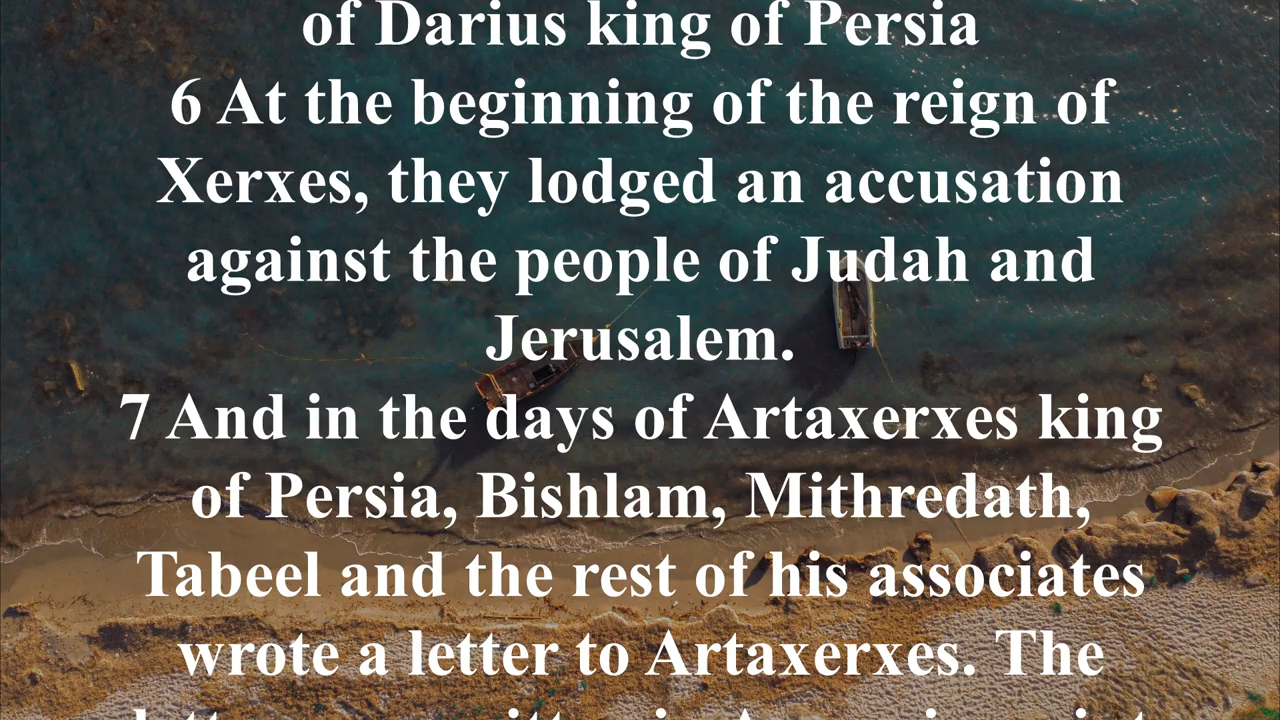 of Darius king of Persia
6 At the beginning of the reign of
Xerxes, they lodged an accusation
against the people of Judah and
Jerusalem.
7 And in the days of Artaxerxes king
of Persia, Bishlam, Mithredath,
Tabeel and the rest of his associates
wrote a letter to Artaxerxes. The